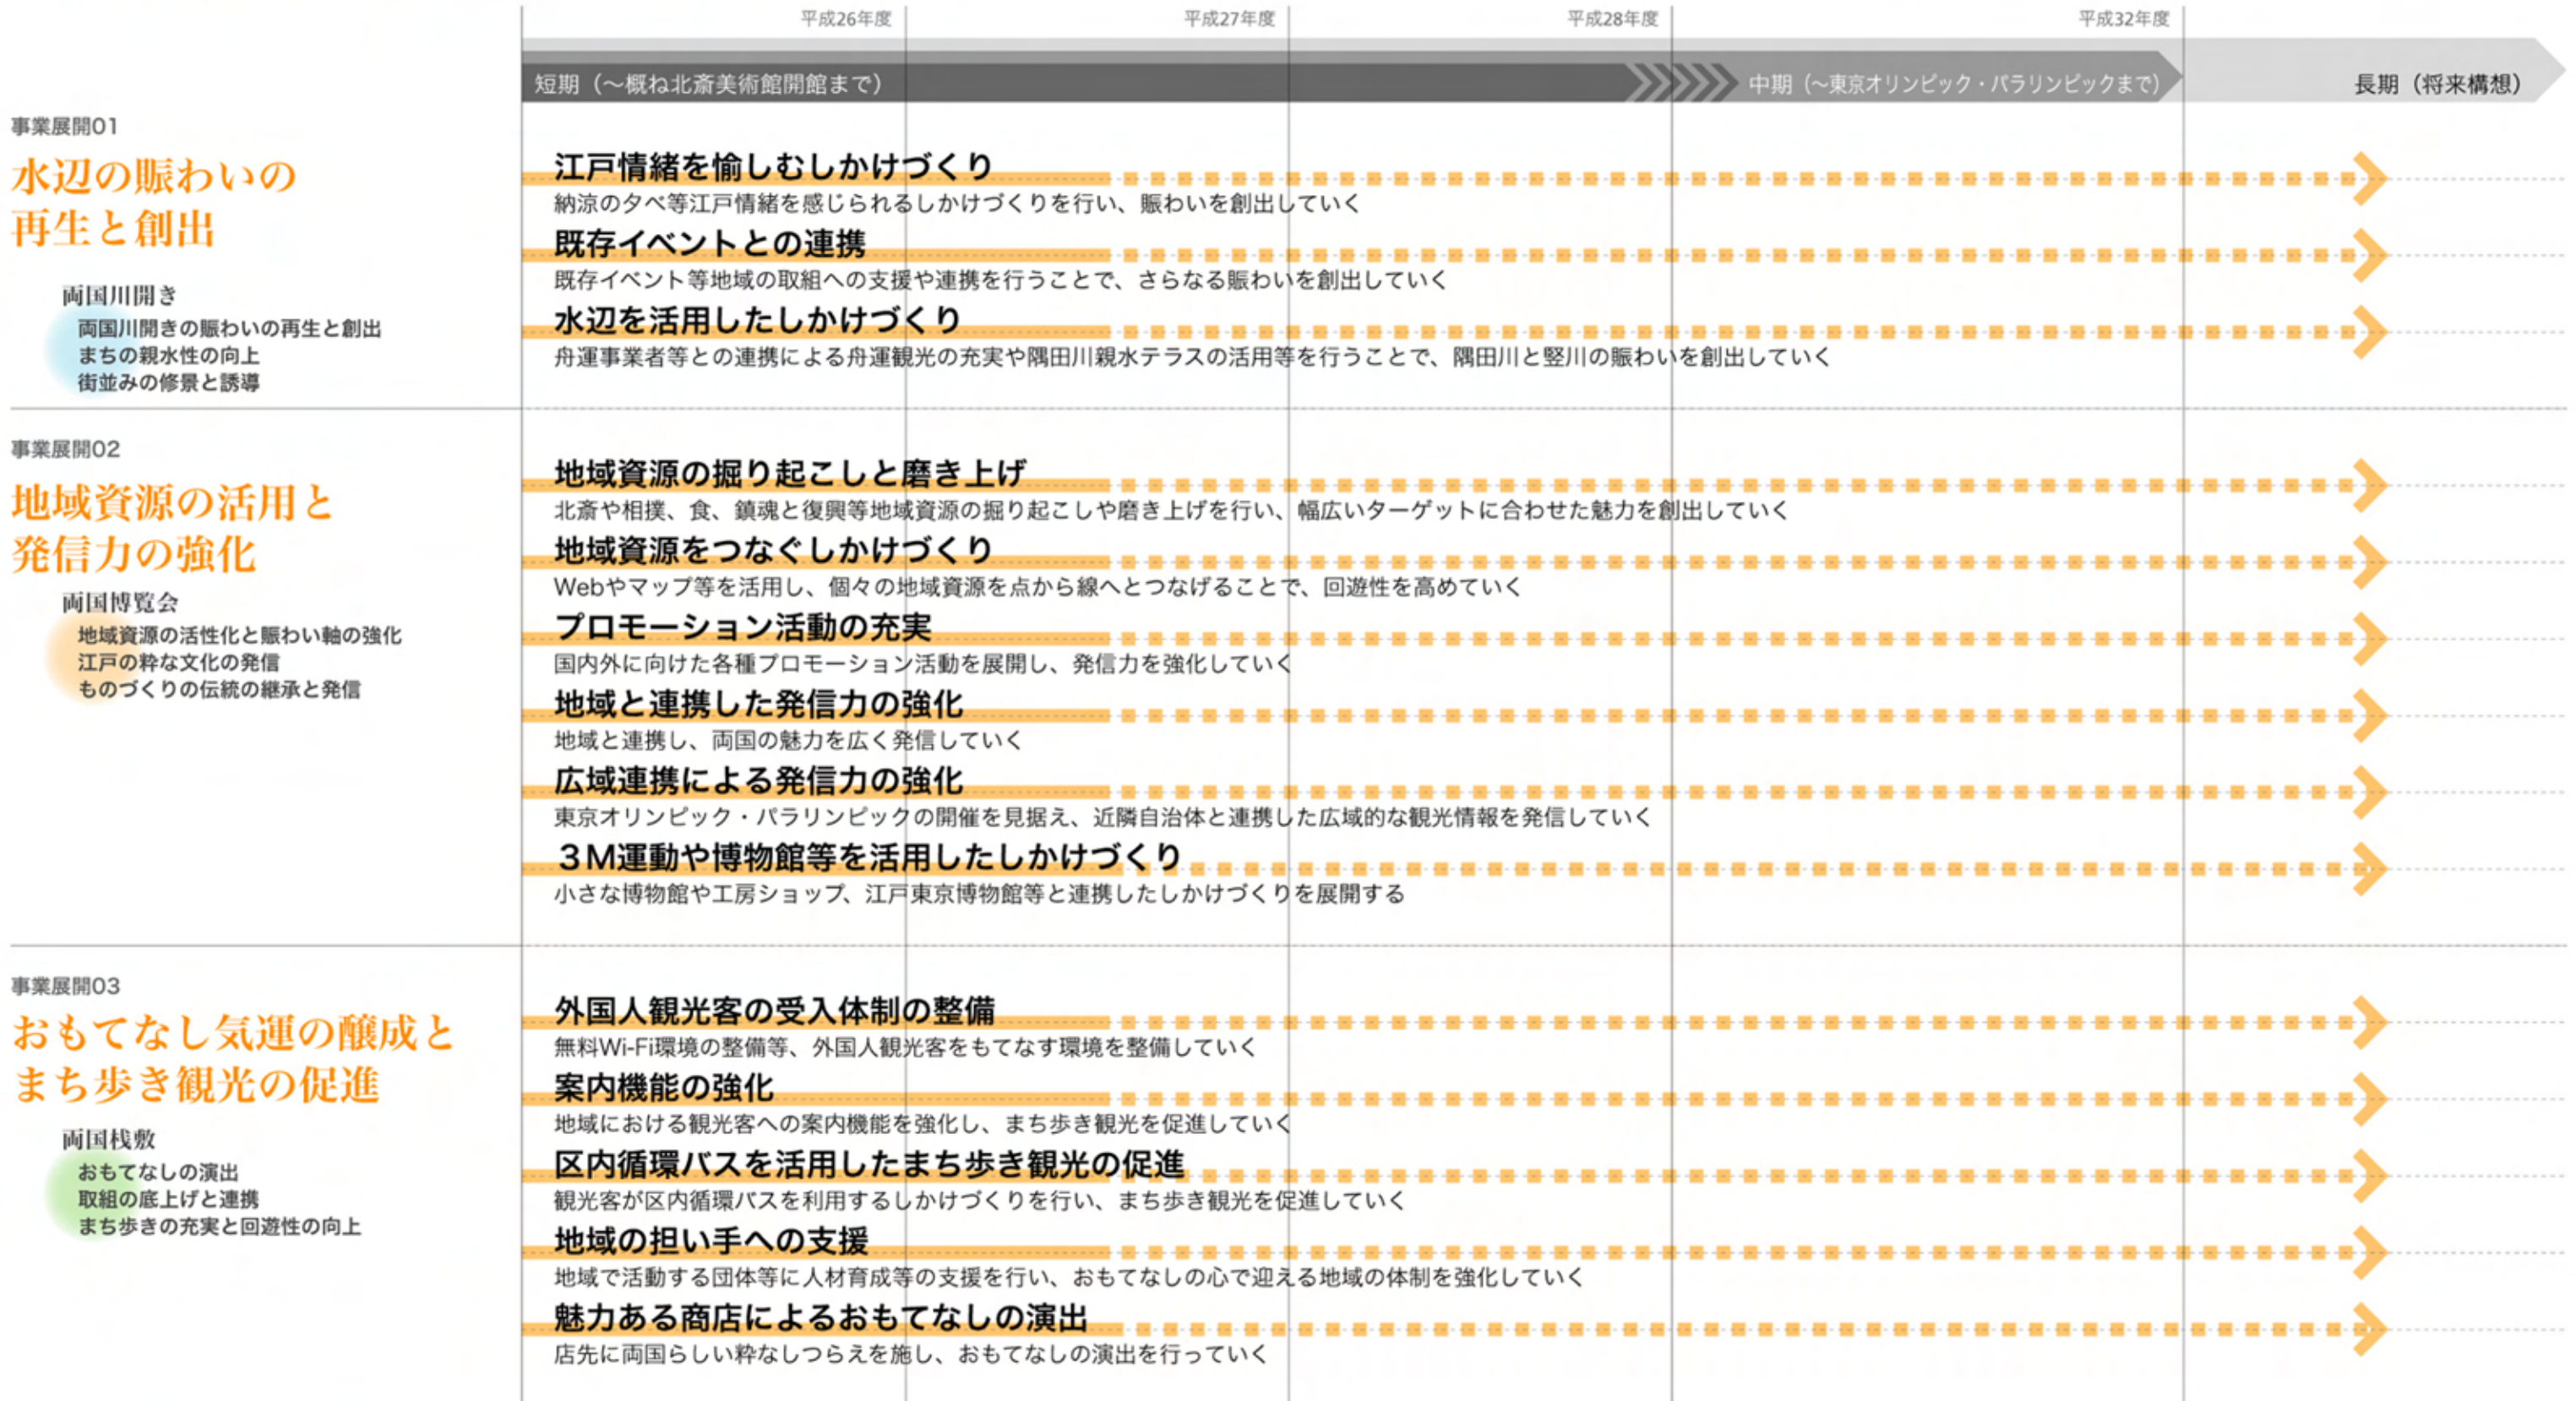 平成26年度
平成27年度
平成28年度
平成32年度
短期（～概ね北斎美術館開館まで）
中期（～東京オリンピック・パラリンピックまで）
長期（将来構想）
事業展開01
水辺の賑わいの
再生と創出
両国川開き
両国川開きの賑わいの再生と創出
まちの親水性の向上
街並みの修景と誘導
江戸情緒を愉しむしかけづくり
納涼の夕べ等江戸情緒を感じられるしかけづくりを行い、賑わいを創出していく
既存イベントとの連携
既存イベント等地域の取組への支援や連携を行うことで、さらなる賑わいを創出していく
水辺を活用したしかけづくり
舟運事業者等との連携による舟運観光の充実や隅田川親水テラスの活用等を行うことで、隅田川と竪川の賑わいを創出していく
事業展開02
地域資源の活用と
発信力の強化
両国博覧会
地域資源の活性化と賑わい軸の強化
江戸の粋な文化の発信
ものづくりの伝統の継承と発信
地域資源の掘り起こしと磨き上げ
北斎や相撲、食、鎮魂と復興等地域資源の掘り起こしや磨き上げを行い、幅広いターゲットに合わせた魅力を創出していく
地域資源をつなぐしかけづくり
Webやマップ等を活用し、個々の地域資源を点から線へとつなげることで、回遊性を高めていく
プロモーション活動の充実
国内外に向けた各種プロモーション活動を展開し、発信力を強化していく
地域と連携した発信力の強化
地域と連携し、両国の魅力を広く発信していく
広域連携による発信力の強化
東京オリンピック・パラリンピックの開催を見据え、近隣自治体と連携した広域的な観光情報を発信していく
３M運動や博物館等を活用したしかけづくり
小さな博物館や工房ショップ、江戸東京博物館等と連携したしかけづくりを展開する
事業展開03
おもてなし気運の醸成と
まち歩き観光の促進
両国桟敷
おもてなしの演出
取組の底上げと連携
まち歩きの充実と回遊性の向上
外国人観光客の受入体制の整備
無料Wi-Fi環境の整備等、外国人観光客をもてなす環境を整備していく
案内機能の強化
地域における観光客への案内機能を強化し、まち歩き観光を促進していく
区内循環バスを活用したまち歩き観光の促進
観光客が区内循環バスを利用するしかけづくりを行い、まち歩き観光を促進していく
地域の担い手への支援
地域で活動する団体等に人材育成等の支援を行い、おもてなしの心で迎える地域の体制を強化していく
魅力ある商店によるおもてなしの演出
店先に両国らしい粋なしつらえを施し、おもてなしの演出を行っていく